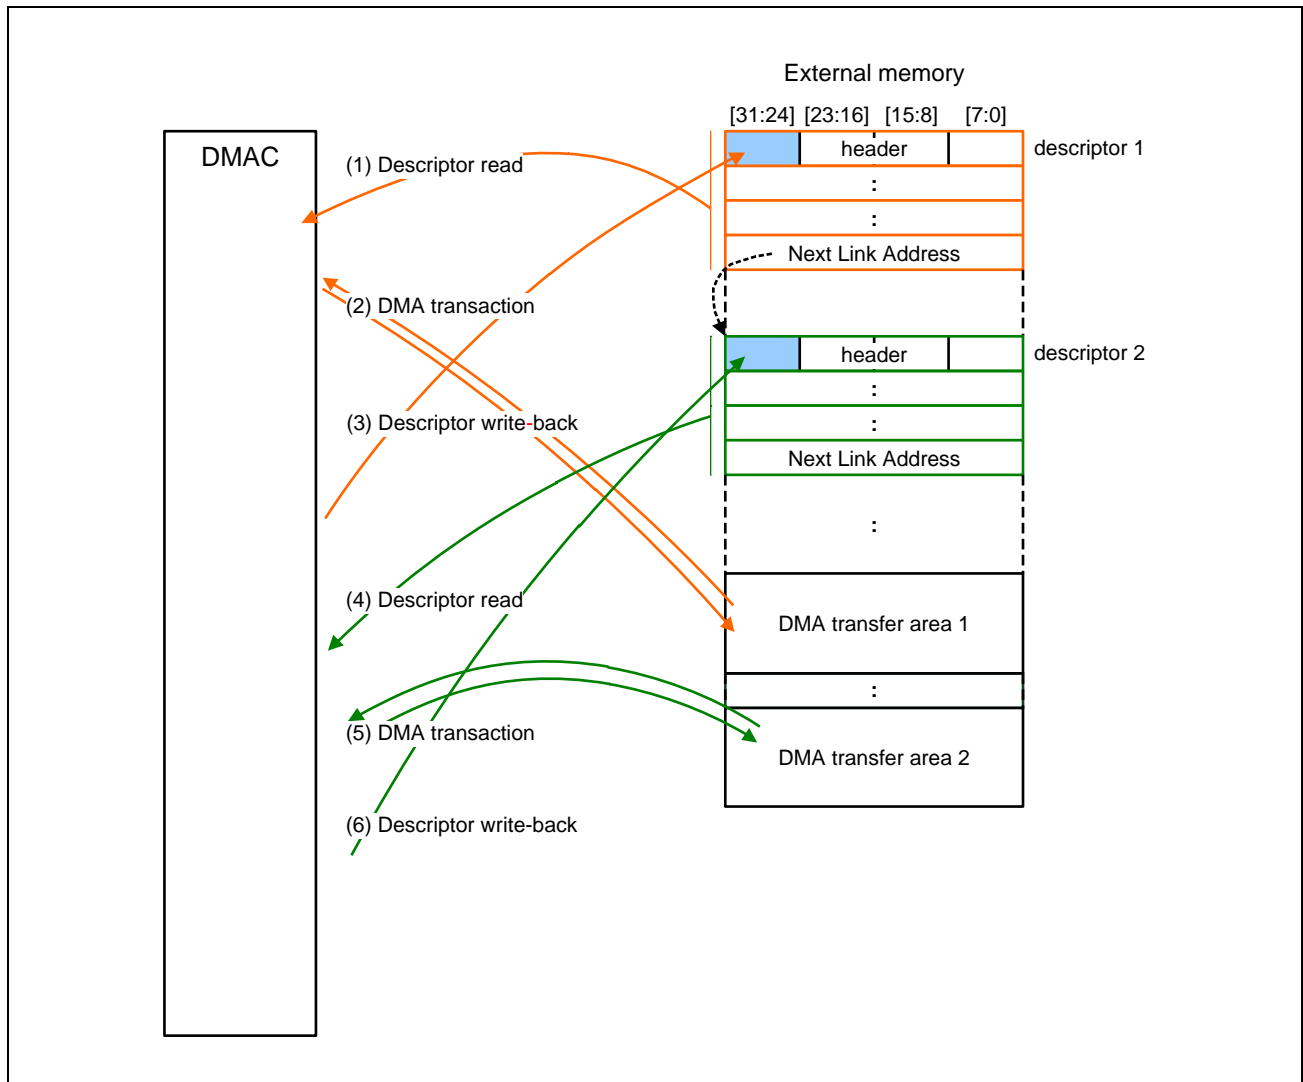 External memory
[31:24] [23:16] [15:8] [7:0]
DMAC
header
descriptor 1
(1) Descriptor read
:
:
Next Link Address
(2) DMA transaction
header
descriptor 2
:
(3) Descriptor write-back
:
Next Link Address
:
(4) Descriptor read
DMA transfer area 1
:
(5) DMA transaction
DMA transfer area 2
(6) Descriptor write-back